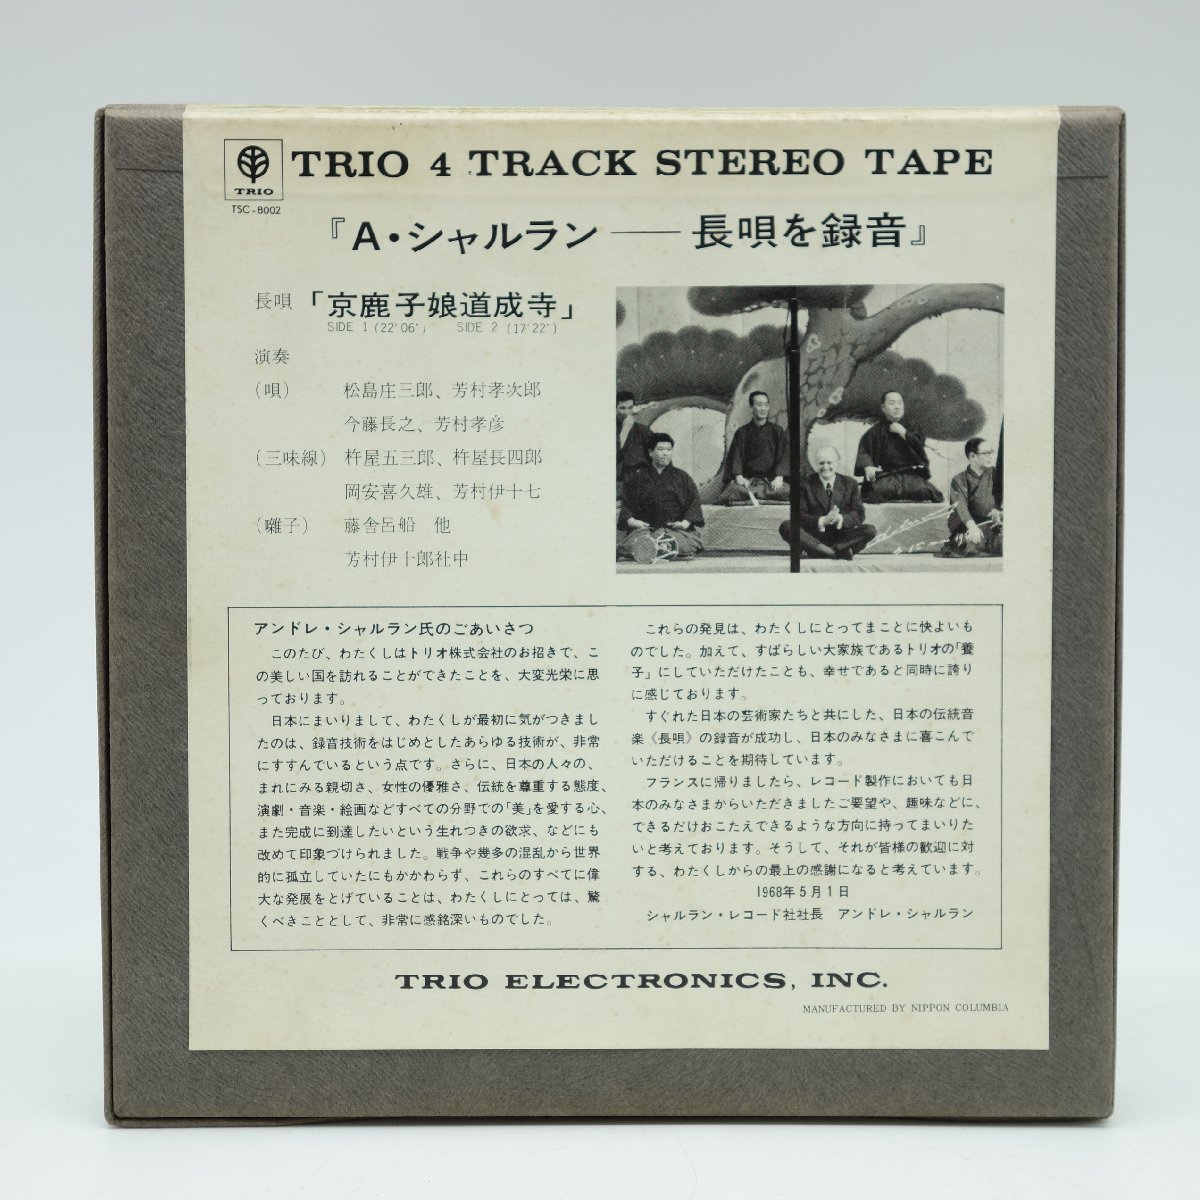 TRIO
TRIO 4 TRACK STEREO TAPE
TSC-8002
『A・シャルラン——長唄を録音』
長唄「京鹿子娘道成寺」
SIDE 1 (22'06") SIDE 2 (17'22")
演奏
(唄) 松島庄三郎、芳村孝次郎
今藤長之、芳村孝彦
(三味線) 杵屋五三郎、杵屋長四郎
岡安喜久雄、芳村伊十七
(囃子) 藤舎呂船 他
芳村伊十郎社中
アンドレ・シャルラン氏のごあいさつ
このたび、わたくしはトリオ株式会社のお招きで、こ
の美しい国を訪れることができたことを、大変光栄に思
っております。
日本にまいりまして、わたくしが最初に気がつきまし
たのは、録音技術をはじめとしたあらゆる技術が、非常
にすすんでいるという点です。さらに、日本の人々の、
まれにみる親切さ、女性の優雅さ、伝統を尊重する態度、
演劇・音楽・絵画などすべての分野での「美」を愛する心、
また完成に到達したいという生れつきの欲求、などにも
改めて印象づけられました。戦争や幾多の混乱から世界
的に孤立していたにもかかわらず、これらのすべてに偉
大な発展をとげていることは、わたくしにとっては、驚
くべきこととして、非常に感銘深いものでした。
これらの発見は、わたくしにとってまことに快よいも
のでした。加えて、すばらしい大家族であるトリオの「養
子」にしていただけたことも、幸せであると同時に誇り
に感じております。
すぐれた日本の芸術家たちと共にした、日本の伝統音
楽《長唄》の録音が成功し、日本のみなさまに喜こんで
いただけることを期待しています。
フランスに帰りましたら、レコード製作においても日
本のみなさまからいただきましたご要望や、趣味などに、
できるだけおこたえできるような方向に持ってまいりた
いと考えております。そうして、それが皆様の歓迎に対
する、わたくしからの最上の感謝になると考えています。
1968年5月1日
シャルラン・レコード社社長 アンドレ・シャルラン
TRIO ELECTRONICS, INC.
MANUFACTURED BY NIPPON COLUMBIA